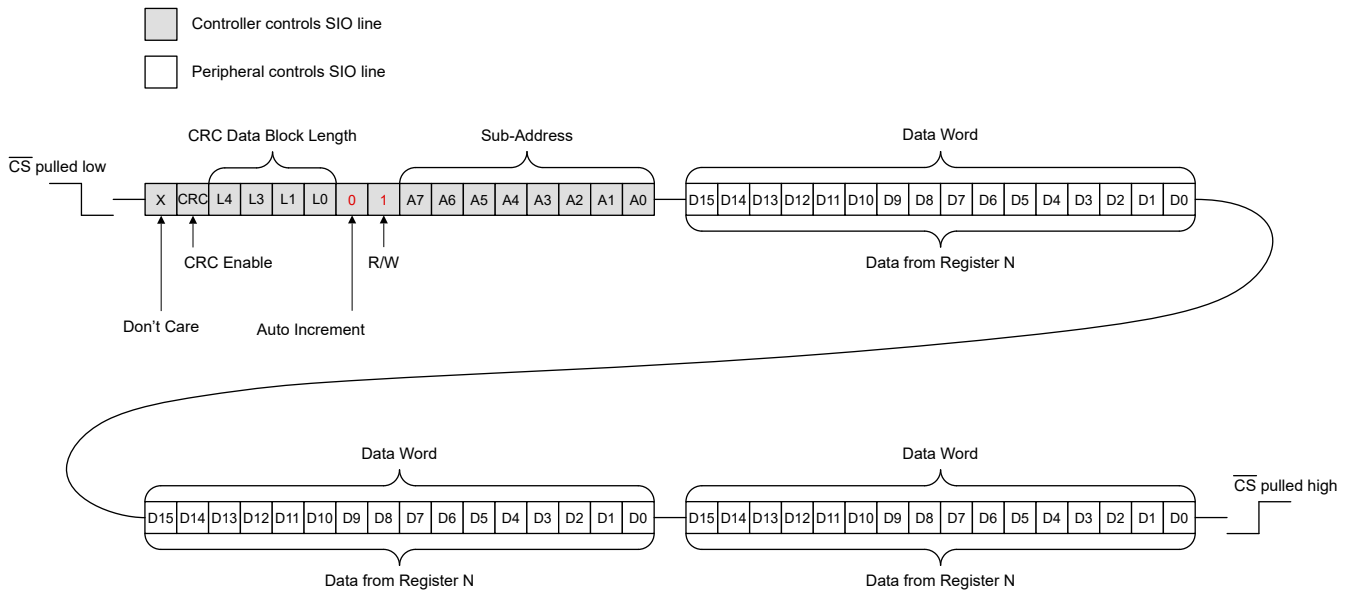 Controller controls SIO line
Peripheral controls SIO line
CRC Data Block Length
Sub-Address
Data Word
CS pulled low
X CRC L4 L3 L1 L0 0 1 A7 A6 A5 A4 A3 A2 A1 A0
D15 D14 D13 D12 D11 D10 D9 D8 D7 D6 D5 D4 D3 D2 D1 D0
CRC Enable
R/W
Data from Register N
Don't Care
Auto Increment
Data Word
Data Word
CS pulled high
D15 D14 D13 D12 D11 D10 D9 D8 D7 D6 D5 D4 D3 D2 D1 D0
D15 D14 D13 D12 D11 D10 D9 D8 D7 D6 D5 D4 D3 D2 D1 D0
Data from Register N
Data from Register N